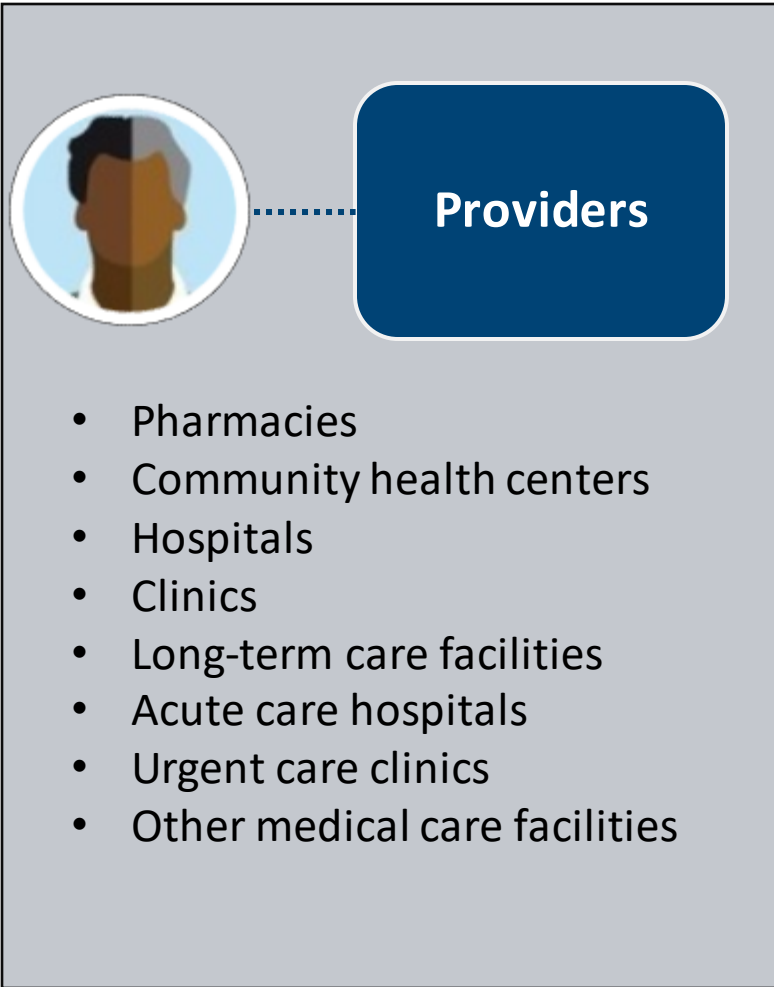 Providers
• Pharmacies
• Community health centers
• Hospitals
• Clinics
• Long-term care facilities
• Acute care hospitals
• Urgent care clinics
• Other medical care facilities